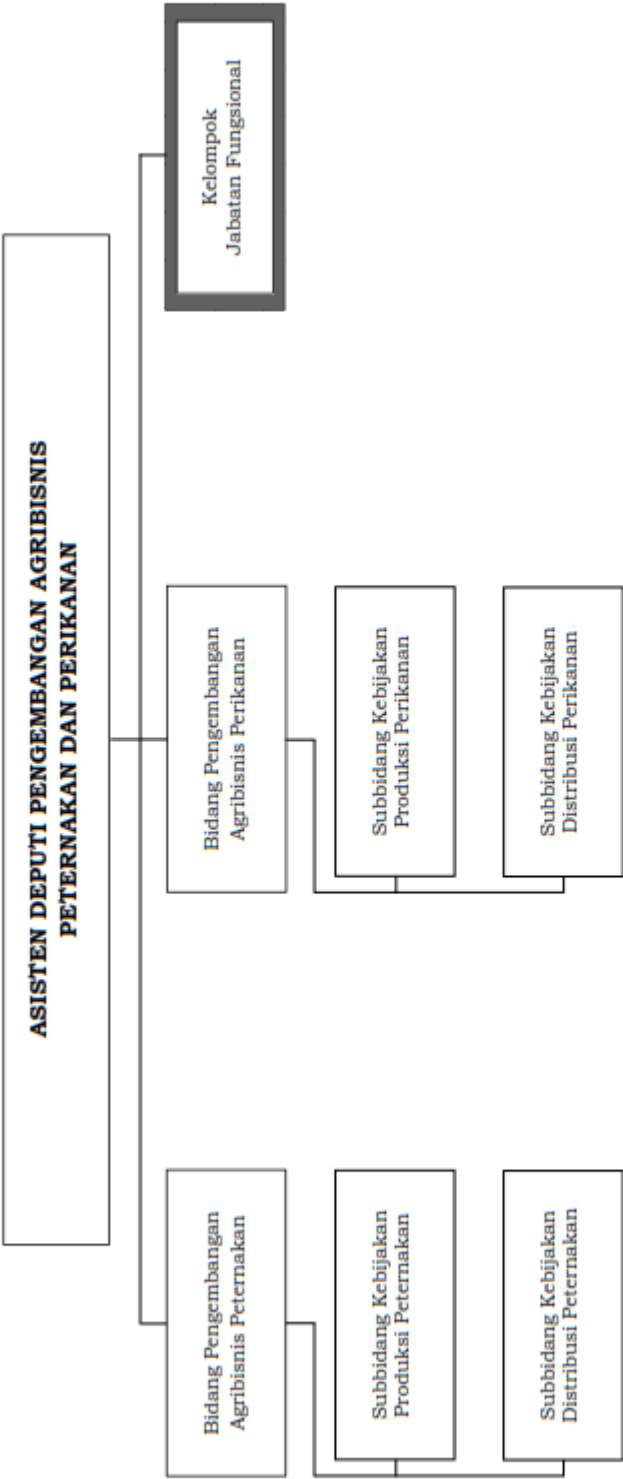 ASISTEN DEPUTI PENGEMBANGAN AGRIBISNIS
PETERNAKAN DAN PERIKANAN
Bidang Pengembangan
Agribisnis Peternakan
Bidang Pengembangan
Agribisnis Perikanan
Kelompok
Jabatan Fungsional
Subbidang Kebijakan
Produksi Peternakan
Subbidang Kebijakan
Produksi Perikanan
Subbidang Kebijakan
Distribusi Peternakan
Subbidang Kebijakan
Distribusi Perikanan